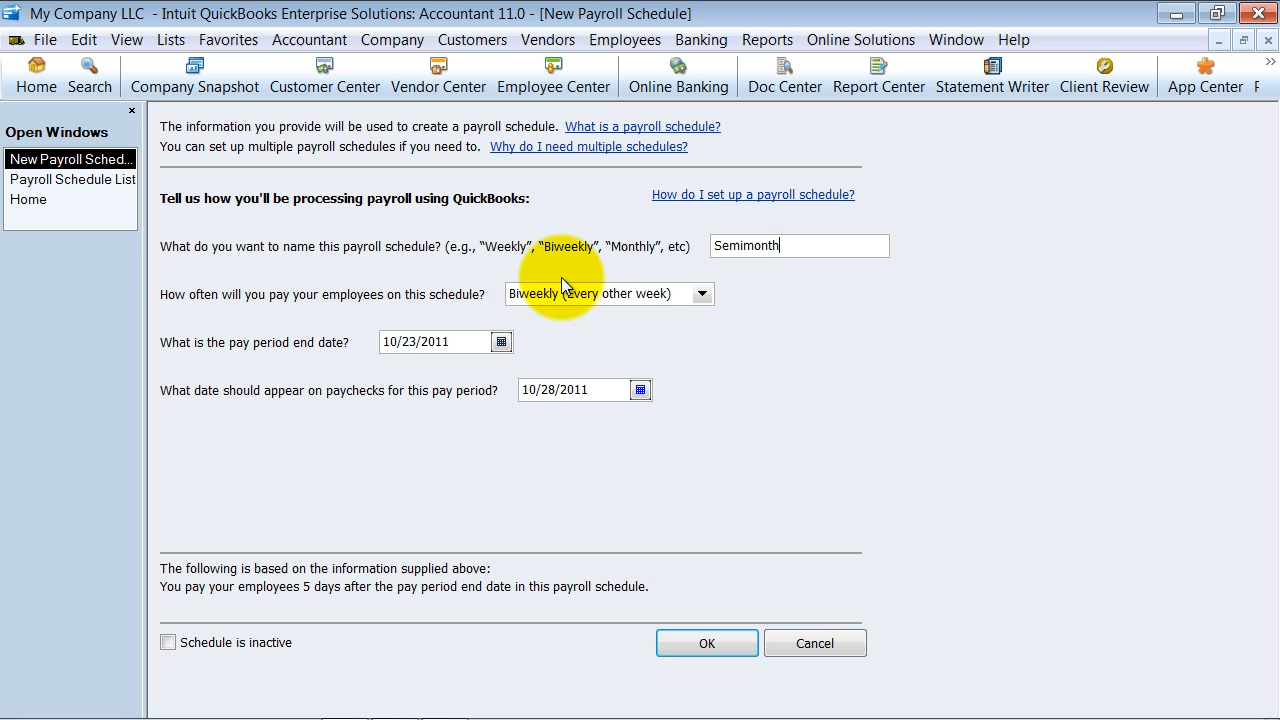 My Company LLC - Intuit QuickBooks Enterprise Solutions: Accountant 11.0 - [New Payroll Schedule]
File Edit View Lists Favorites Accountant Company Customers Vendors Employees Banking Reports Online Solutions Window Help
Home Search Company Snapshot Customer Center Vendor Center Employee Center Online Banking Doc Center Report Center Statement Writer Client Review App Center
Open Windows
New Payroll Sched...
Payroll Schedule List
Home
The information you provide will be used to create a payroll schedule. What is a payroll schedule?
You can set up multiple payroll schedules if you need to. Why do I need multiple schedules?
Tell us how you'll be processing payroll using QuickBooks: How do I set up a payroll schedule?
What do you want to name this payroll schedule? (e.g., “Weekly”, “Biweekly”, “Monthly”, etc) Semimonth
How often will you pay your employees on this schedule? Biweekly (Every other week)
What is the pay period end date? 10/23/2011
What date should appear on paychecks for this pay period? 10/28/2011
The following is based on the information supplied above:
You pay your employees 5 days after the pay period end date in this payroll schedule.
Schedule is inactive OK Cancel